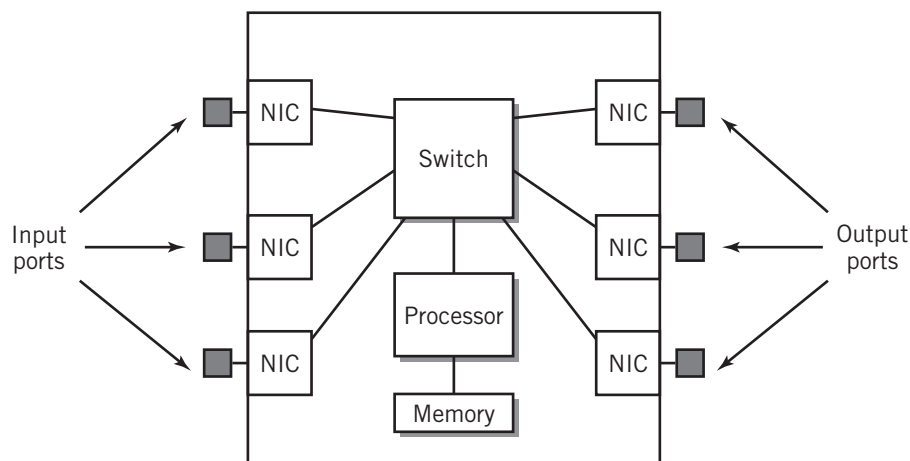 NIC
NIC
Switch
Input
ports
NIC
NIC
Output
ports
Processor
NIC
NIC
Memory